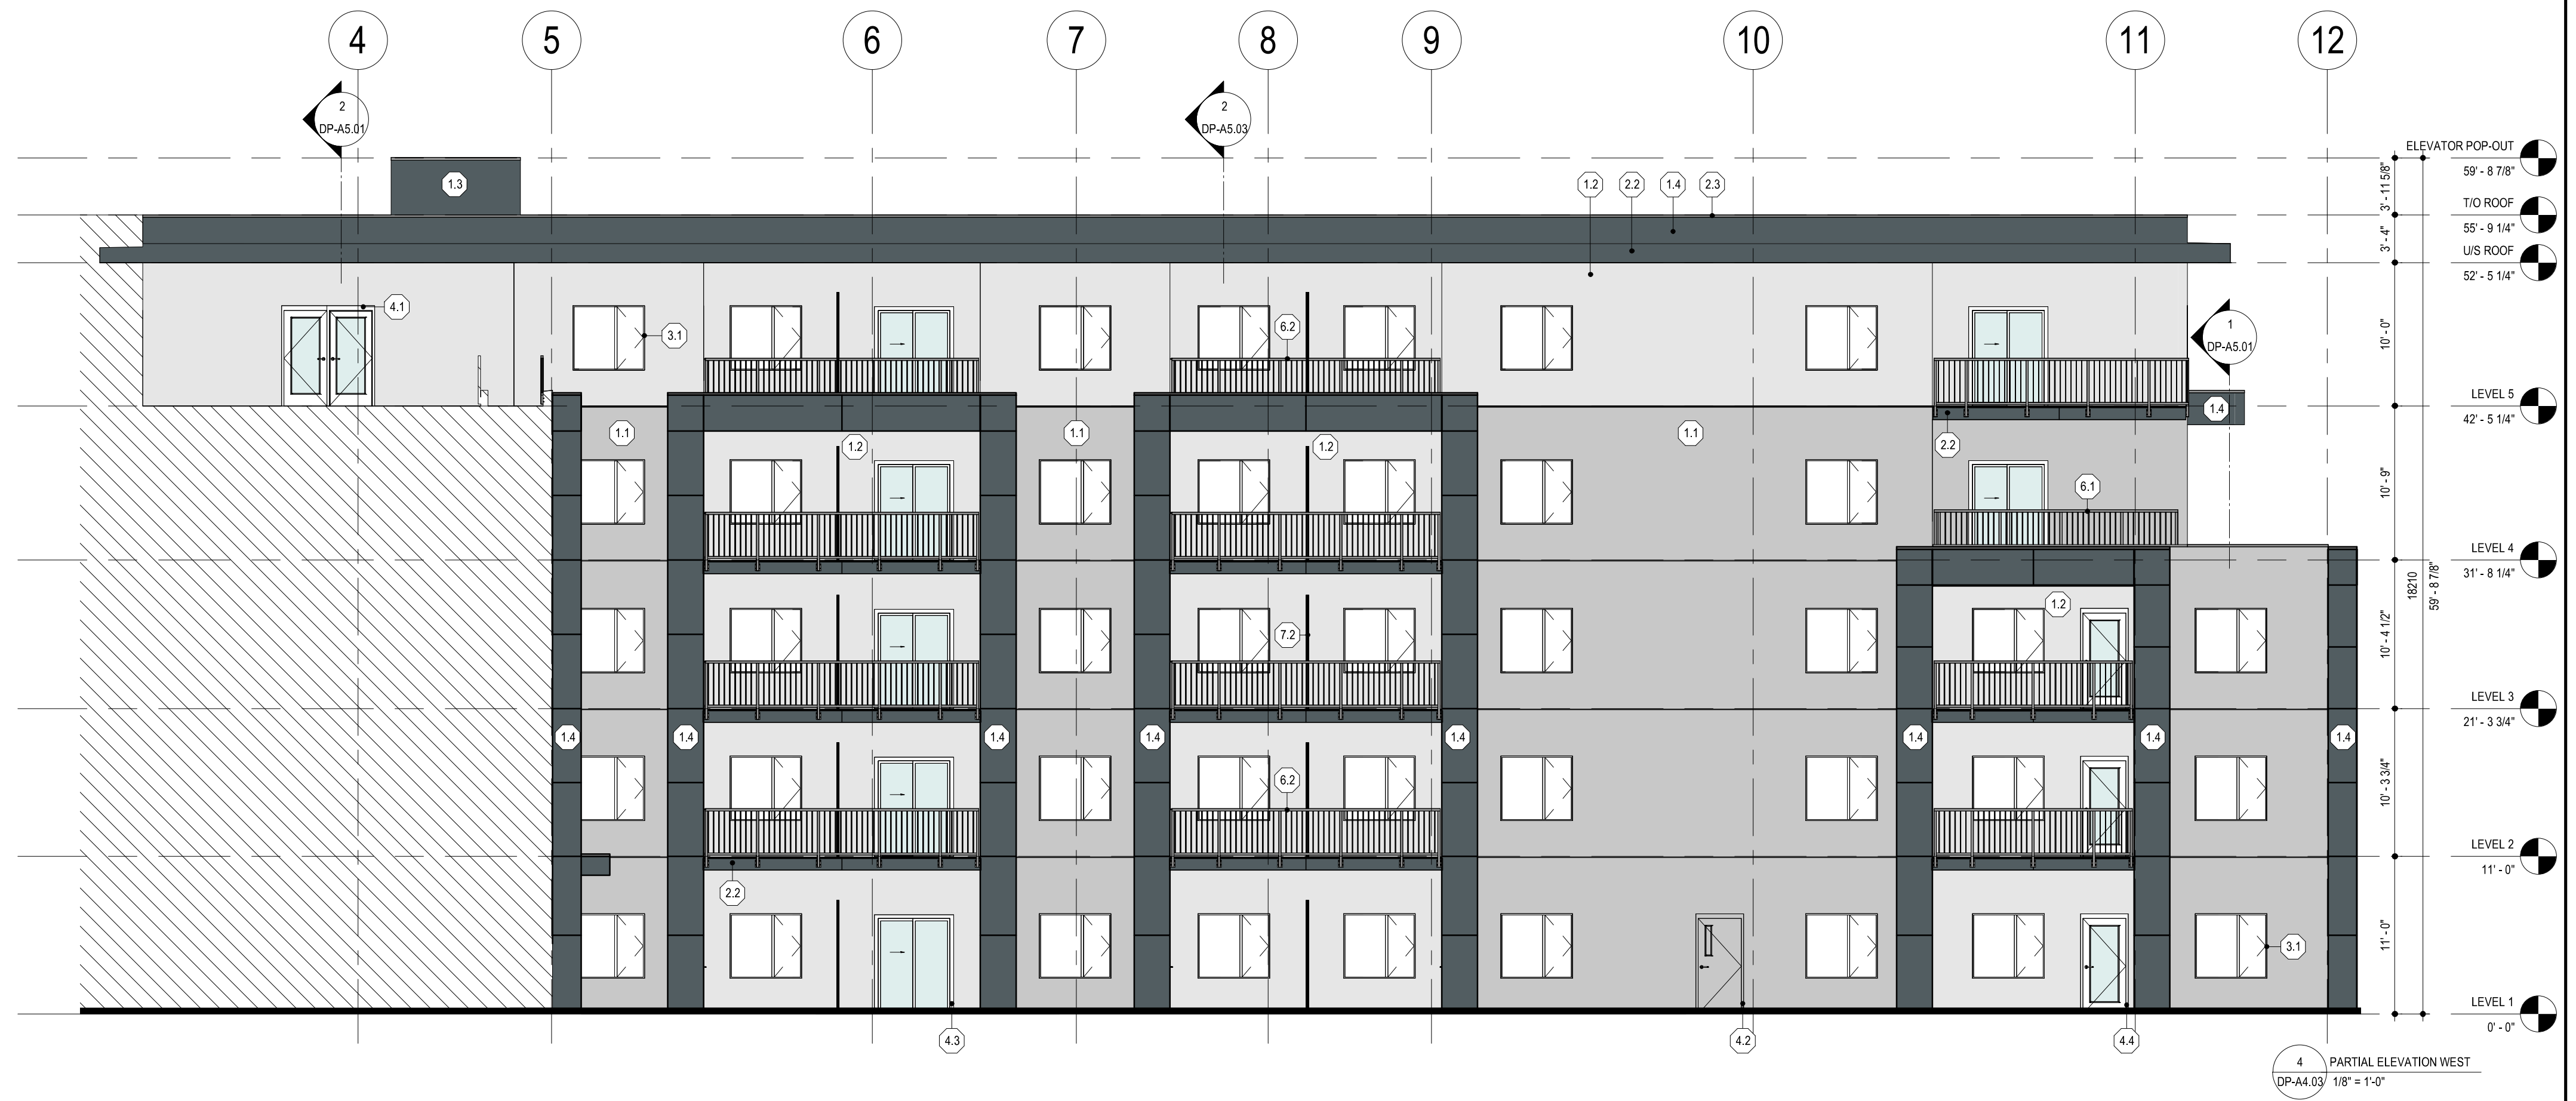 4 5 6 7 8 9 10 11 12
2
DP-A5.01
2
DP-A5.03
ELEVATOR POP-OUT
59' - 8 7/8"
3' - 11 5/8"
1.3
1.2 2.2 1.4 2.3
T/O ROOF
55' - 9 1/4"
3' - 4"
U/S ROOF
52' - 5 1/4"
4.1
3.1
6.2
1
DP-A5.01
10' - 0"
LEVEL 5
42' - 5 1/4"
1.4
1.1
1.2
1.1
1.2
1.1
2.2
6.1
10' - 9"
LEVEL 4
31' - 8 1/4"
18210
59' - 8 7/8"
1.2
7.2
10' - 4 1/2"
LEVEL 3
21' - 3 3/4"
1.4 1.4 1.4 1.4 1.4 1.4 1.4 1.4
6.2
10' - 3 3/4"
LEVEL 2
11' - 0"
2.2
11' - 0"
3.1
LEVEL 1
0' - 0"
4.3 4.2 4.4
4 PARTIAL ELEVATION WEST
DP-A4.03 1/8" = 1'-0"